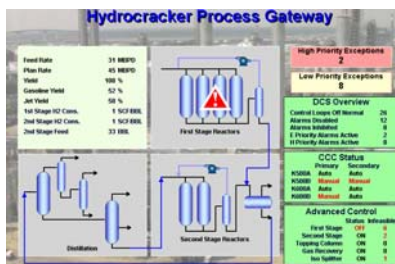 Hydrocracker Process Gateway
Feed Rate 31 MBPD
Plan Rate 45 MBPD
Yield 100 %
Gasoline Yield 52 %
Jet Yield 50 %
1st Stage H2 Cons. 1 SCF/BBL
2nd Stage H2 Cons. 1 SCF/BBL
2nd Stage Feed 33 BBL
First Stage Reactors
Distillation
Second Stage Reactors
High Priority Exceptions
2
Low Priority Exceptions
8
DCS Overview
Control Loops Off Normal
Alarms Disabled 12
Alarms Inhibited
E Priority Alarms Active 2
H Priority Alarms Active
CCC Status
Primary Secondary
K500A Auto Auto
K500B Manual Manual
K600A Auto Auto
Manual Manual
Advanced Control
Status Infeasible
First Stage OFF 6
Second Stage ON 2
Topping Column ON 0
Gas Recovery ON 0
Iso Splitter ON 1